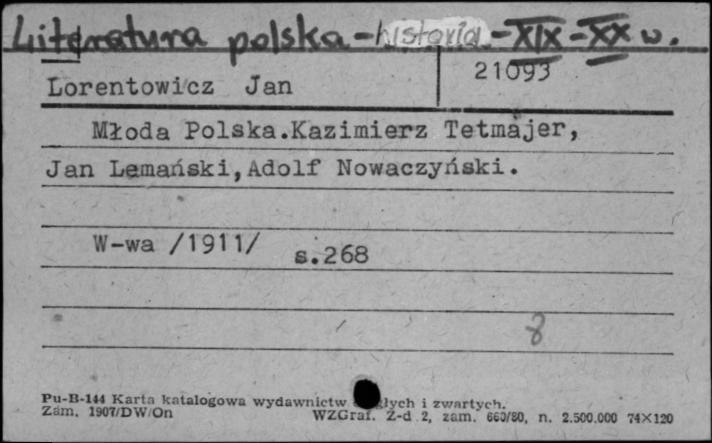 Literatura polska - historia - XIX - XX w.
Lorentowicz Jan
21093
Młoda Polska.Kazimierz Tetmajer,
Jan Lemański, Adolf Nowaczyński.
W-wa /1911/ s.268
8
Pu-B-144 Karta katalogowa wydawnictw i zwartych.
Zam. 1907/DW/On WZGraf. Z-d 2, zam. 660/80, n. 2.500.000 74×120